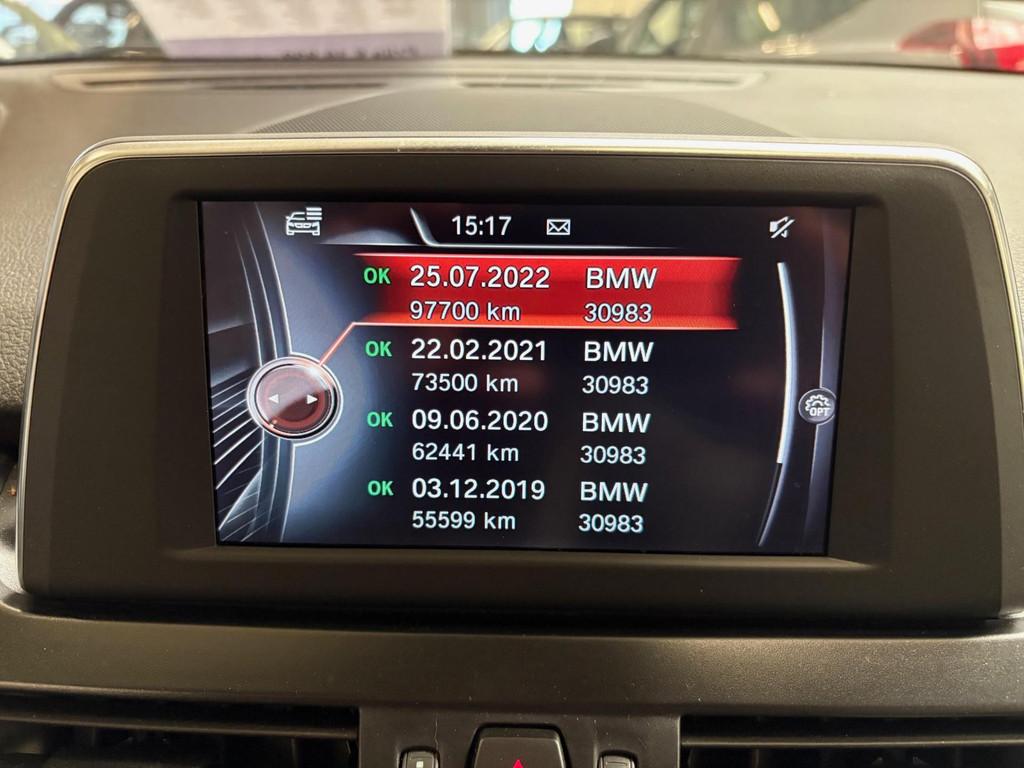 15:17
OK 25.07.2022 BMW
97700 km 30983
OK 22.02.2021 BMW
73500 km 30983
OK 09.06.2020 BMW
62441 km 30983
OK 03.12.2019 BMW
55599 km 30983
OPT